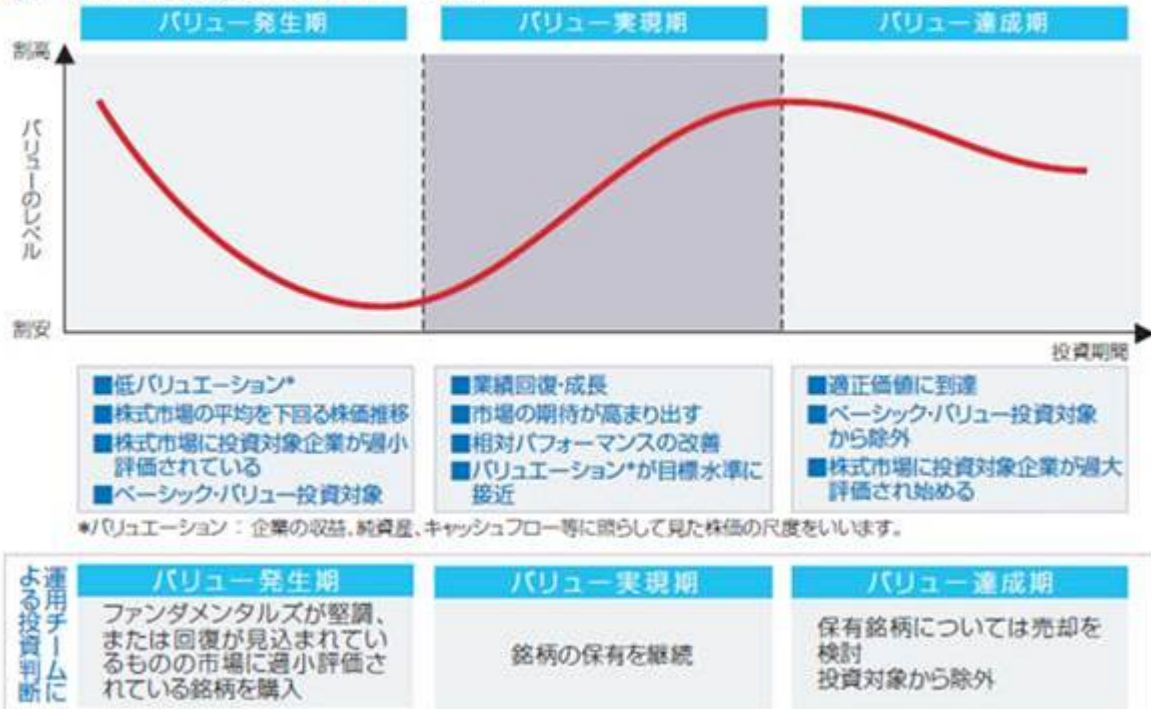 バリュー発生期
バリュー実現期
バリュー達成期
割高
バリューのレベル
割安
投資期間
■低バリュエーション*
■株式市場の平均を下回る株価推移
■株式市場に投資対象企業が過小
評価されている
■ベーシック・バリュー投資対象
■業績回復・成長
■市場の期待が高まり出す
■相対パフォーマンスの改善
■バリュエーション*が目標水準に
接近
■適正価値に到達
■ベーシック・バリュー投資対象
から除外
■株式市場に投資対象企業が過大
評価され始める
*バリュエーション：企業の収益、純資産、キャッシュフロー等に照らして見た株価の尺度をいいます。
運用チームに
よる投資判断
バリュー発生期
ファンダメンタルズが堅調、
または回復が見込まれてい
るものの市場に過小評価さ
れている銘柄を購入
バリュー実現期
銘柄の保有を継続
バリュー達成期
保有銘柄については売却を
検討
投資対象から除外